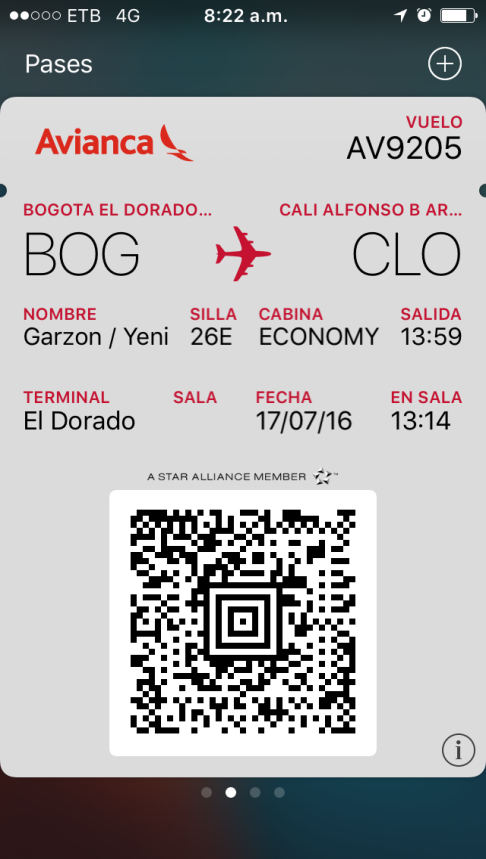 ETB 4G 8:22 a.m.
Pases
Avianca
VUELO
AV9205
BOGOTA EL DORADO... CALI ALFONSO B AR...
BOG CLO
NOMBRE SILLA CABINA SALIDA
Garzon / Yeni 26E ECONOMY 13:59
TERMINAL SALA FECHA EN SALA
El Dorado 17/07/16 13:14
A STAR ALLIANCE MEMBER ™